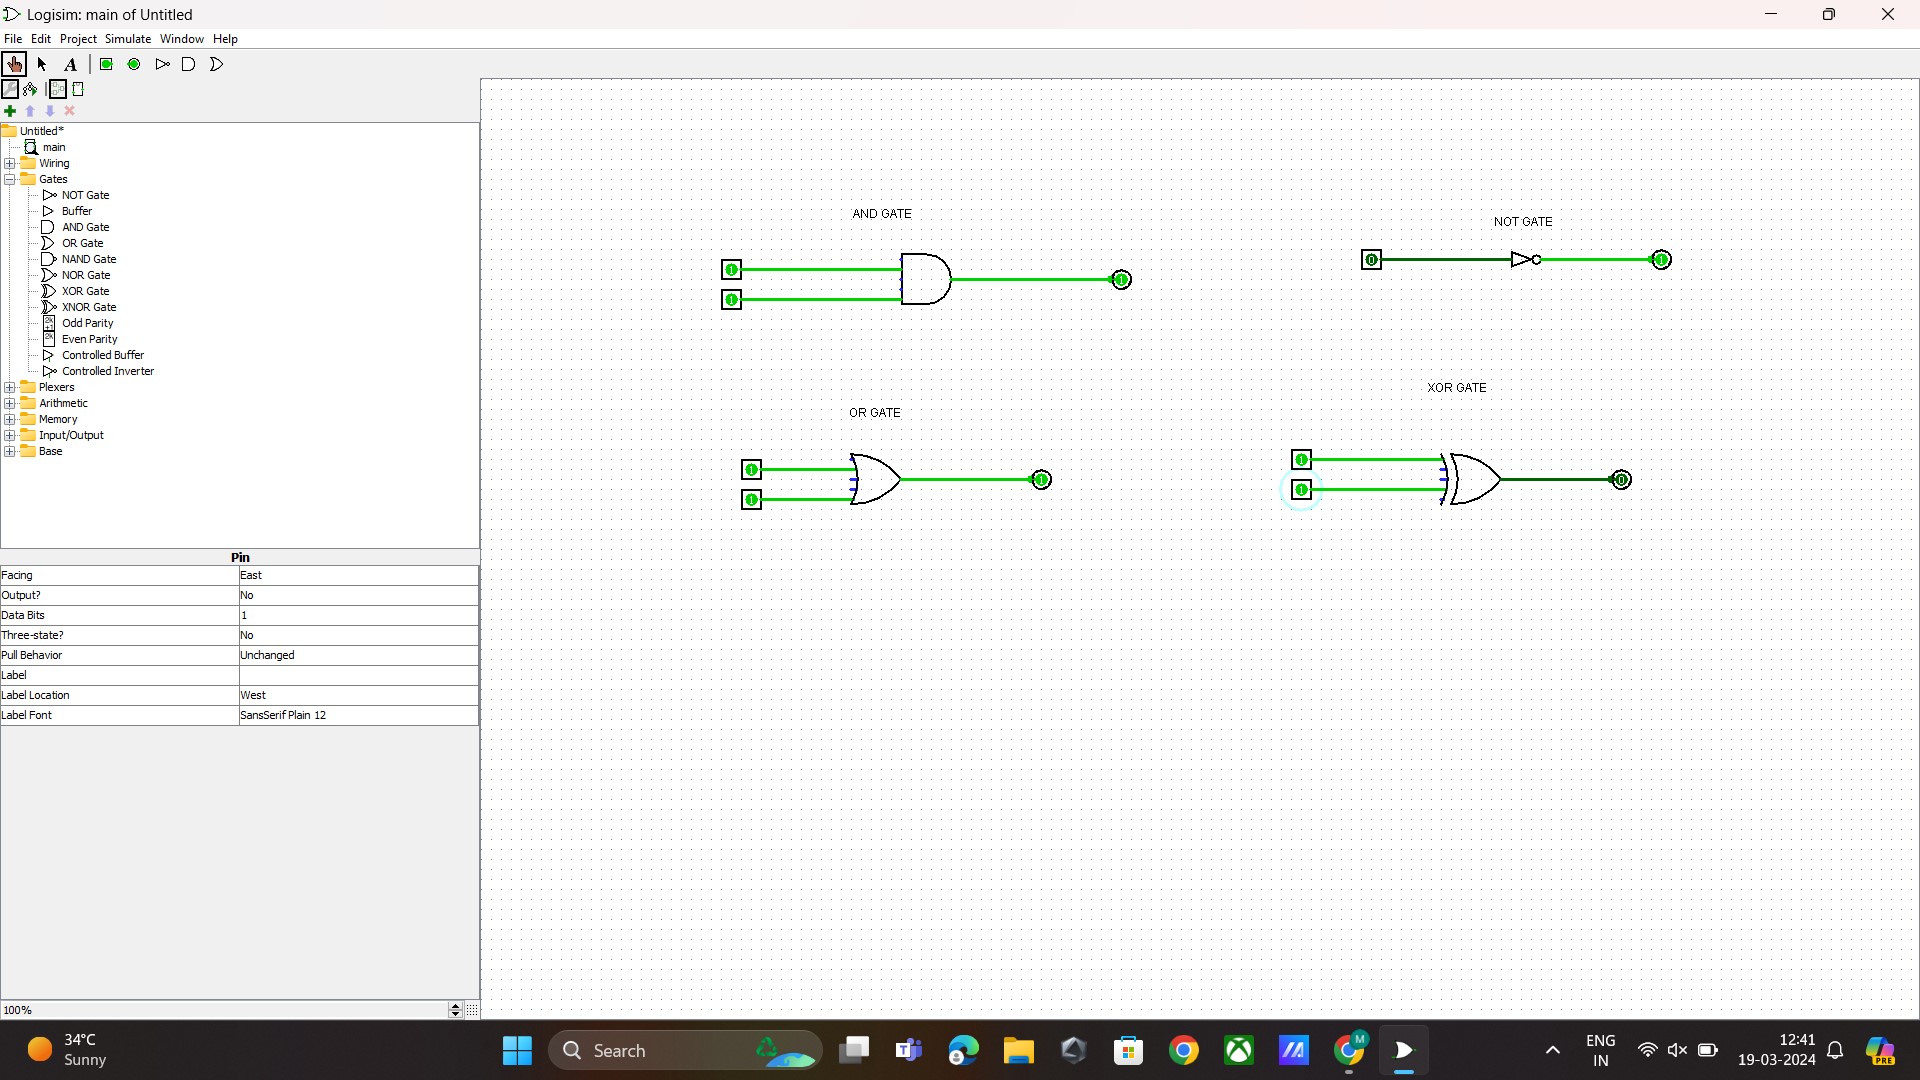 Logisim: main of Untitled
File Edit Project Simulate Window Help
A
Untitled*
main
Wiring
Gates
NOT Gate
Buffer
AND Gate
OR Gate
NAND Gate
NOR Gate
XOR Gate
XNOR Gate
Odd Parity
Even Parity
Controlled Buffer
Controlled Inverter
Plexers
Arithmetic
Memory
Input/Output
Base
Pin
Facing East
Output? No
Data Bits 1
Three-state? No
Pull Behavior Unchanged
Label
Label Location West
Label Font SansSerif Plain 12
100%
AND GATE
1
1
1
NOT GATE
0
1
OR GATE
1
1
1
XOR GATE
1
1
0
34°C
Sunny
Search
M
ENG
IN
12:41
19-03-2024
PRE